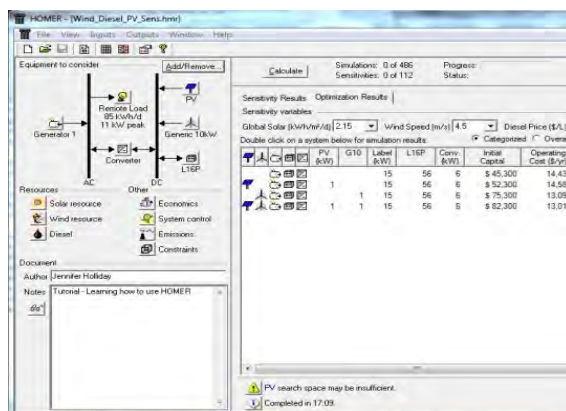 HOMER - [Wind_Diesel_PV_Sens.hmr]
File View Inputs Outputs Window Help
Equipment to consider Add/Remove...
Calculate
Simulations: 0 of 486
Sensitivities: 0 of 112
Progress:
Status:
PV
Remote Load
85 kWh/d
11 kW peak
Generator 1
Generic 10kW
Converter
L16P
AC DC
Resources Other
Solar resource Economics
Wind resource System control
Diesel Emissions
Constraints
Document
Author Jennifer Holliday
Notes Tutorial - Learning how to use HOMER
Sensitivity Results Optimization Results
Sensitivity variables
Global Solar (kWh/m²/d) 2.15 Wind Speed (m/s) 4.5 Diesel Price ($/L)
Double click on a system below for simulation results. Categorized Overa
PV (kW) G10 Label (kW) L16P Conv. (kW) Initial Capital Operating Cost ($/yr)
15 56 6 $ 45,300 14,43
1 15 56 6 $ 52,300 14,58
1 15 56 6 $ 75,300 13,09
1 1 15 56 6 $ 82,300 13,01
PV search space may be insufficient.
Completed in 17:09.